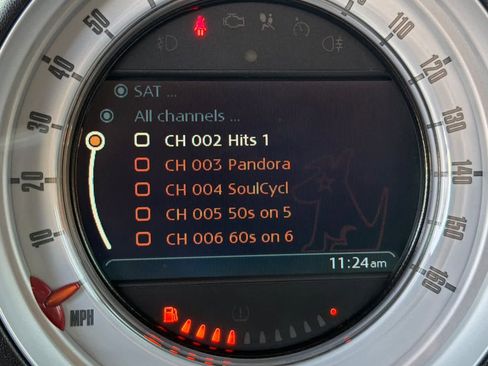 SAT ...
All channels ...
CH 002 Hits 1
CH 003 Pandora
CH 004 SoulCycl
CH 005 50s on 5
CH 006 60s on 6
11:24am
10
20
30
40
50
60
MPH
110
120
130
140
150
160